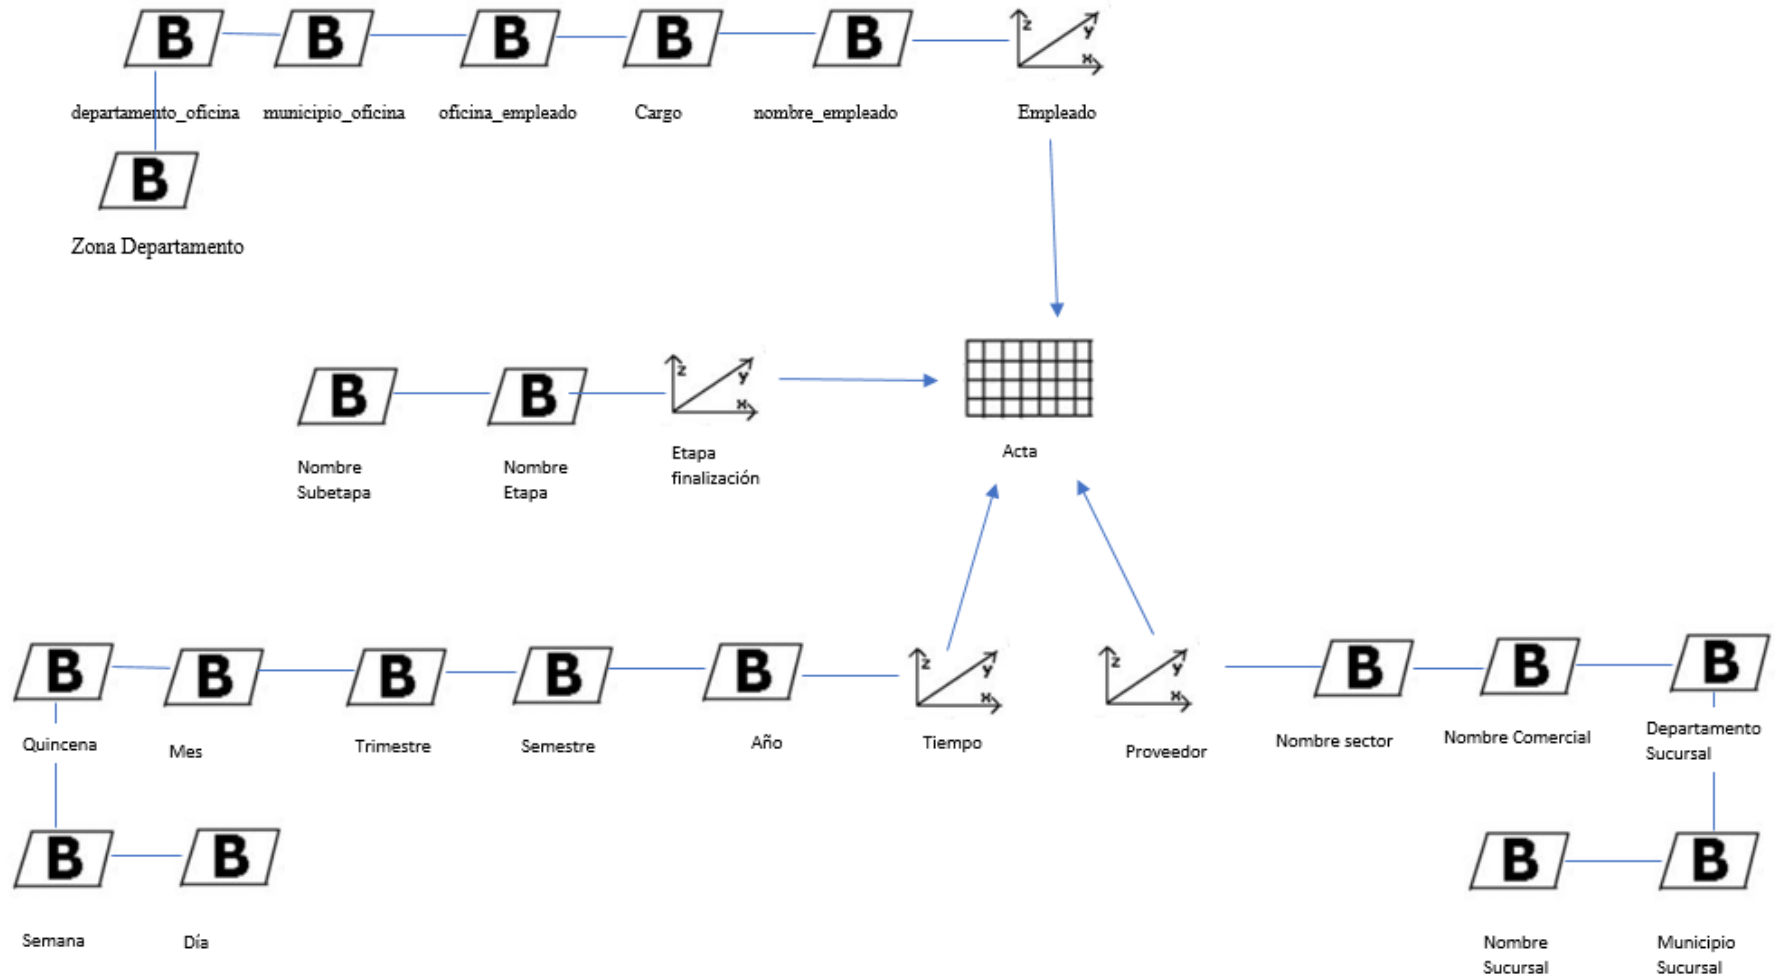 B B B B B z y x
departamento_oficina municipio_oficina oficina_empleado Cargo nombre_empleado Empleado
B
Zona Departamento
B B z y x
Nombre
Subetapa
Nombre
Etapa
Etapa
finalización
Acta
B B B B B z y x z y x B B B
Quincena Mes Trimestre Semestre Año Tiempo Proveedor Nombre sector Nombre Comercial
Departamento
Sucursal
B B B B
Semana Día
Nombre
Sucursal
Municipio
Sucursal